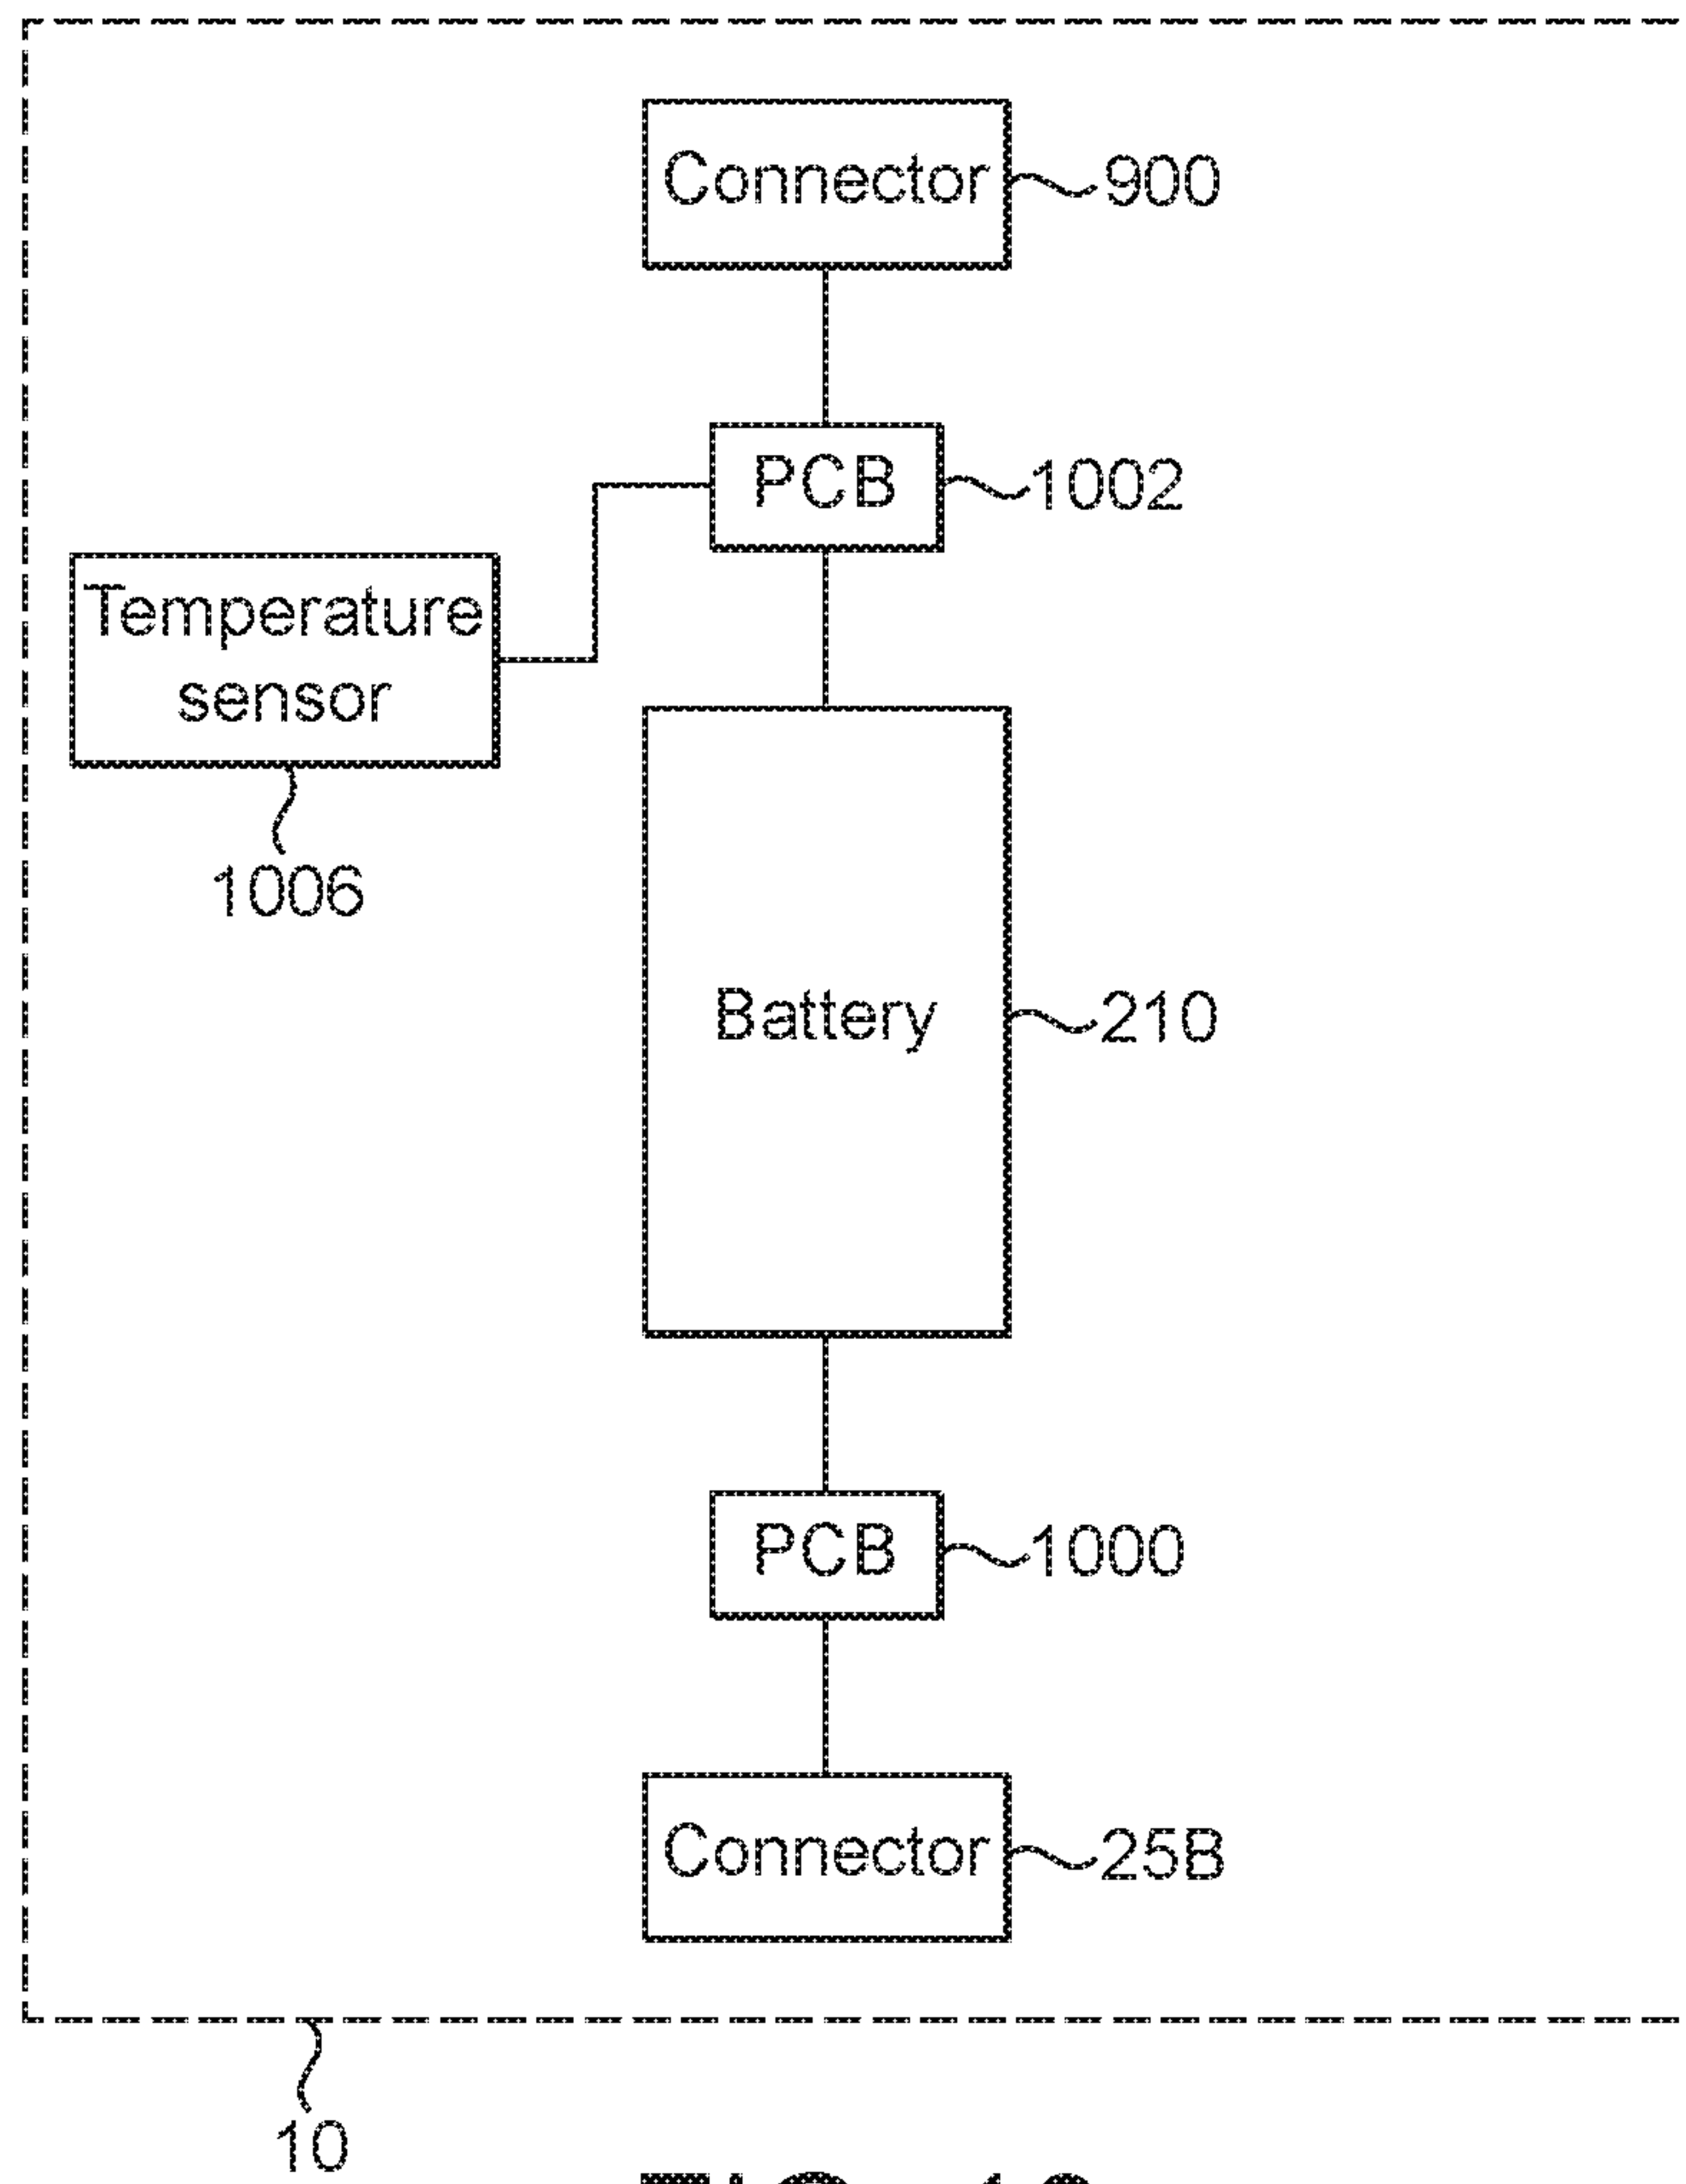 Connector
900
PCB
1002
Temperature
sensor
1006
Battery
210
PCB
1000
Connector
25B
10